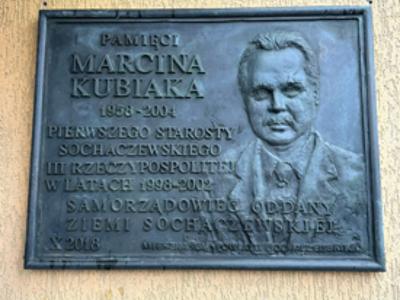 PAMIĘCI
MARCINA
KUBIAKA
1958-2004
PIERWSZEGO STAROSTY
SOCHACZEWSKIEGO
III RZECZYPOSPOLITEJ
W LATACH 1998-2002
SAMORZĄDOWIEC ODDANY
ZIEMI SOCHACZEWSKIEJ
X 2018